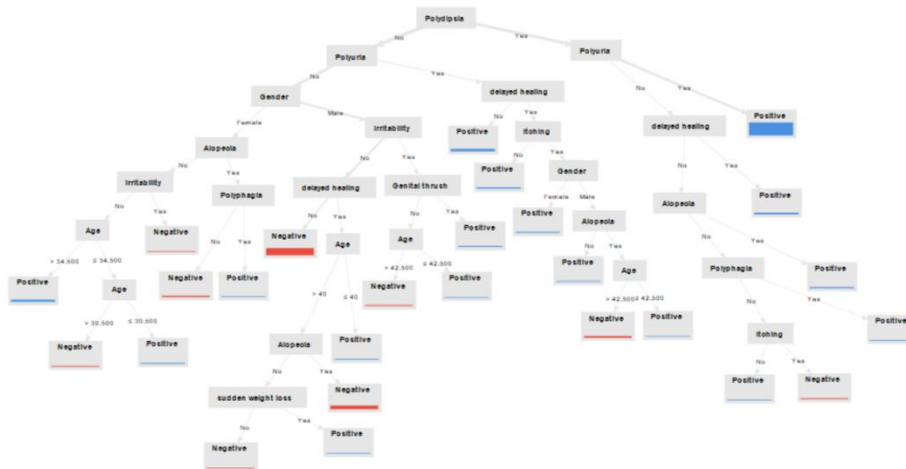 Polydipsia
No Yes
Polyuria Polyuria
No Yes No Yes
Gender delayed healing delayed healing Positive
Female Male No Yes No Yes
Alopecia Irritability Positive Itching Alopecia Positive
No Yes No Yes No Yes No Yes
Irritability Polyphagia delayed healing Genital thrush Positive Gender Polyphagia Positive
No Yes No Yes No Yes No Yes Female Male No Yes
Age Negative Negative Positive Negative Age Age Positive Positive Alopecia Itching Positive
> 34.500 ≤ 34.500 > 40 ≤ 40 > 42.500 ≤ 42.500 No Yes No Yes
Positive Age Alopecia Positive Negative Positive Positive Age Positive Negative
> 30.500 ≤ 30.500 No Yes > 42.500 ≤ 42.500
Negative Positive sudden weight loss Negative Negative Positive
No Yes
Negative Positive